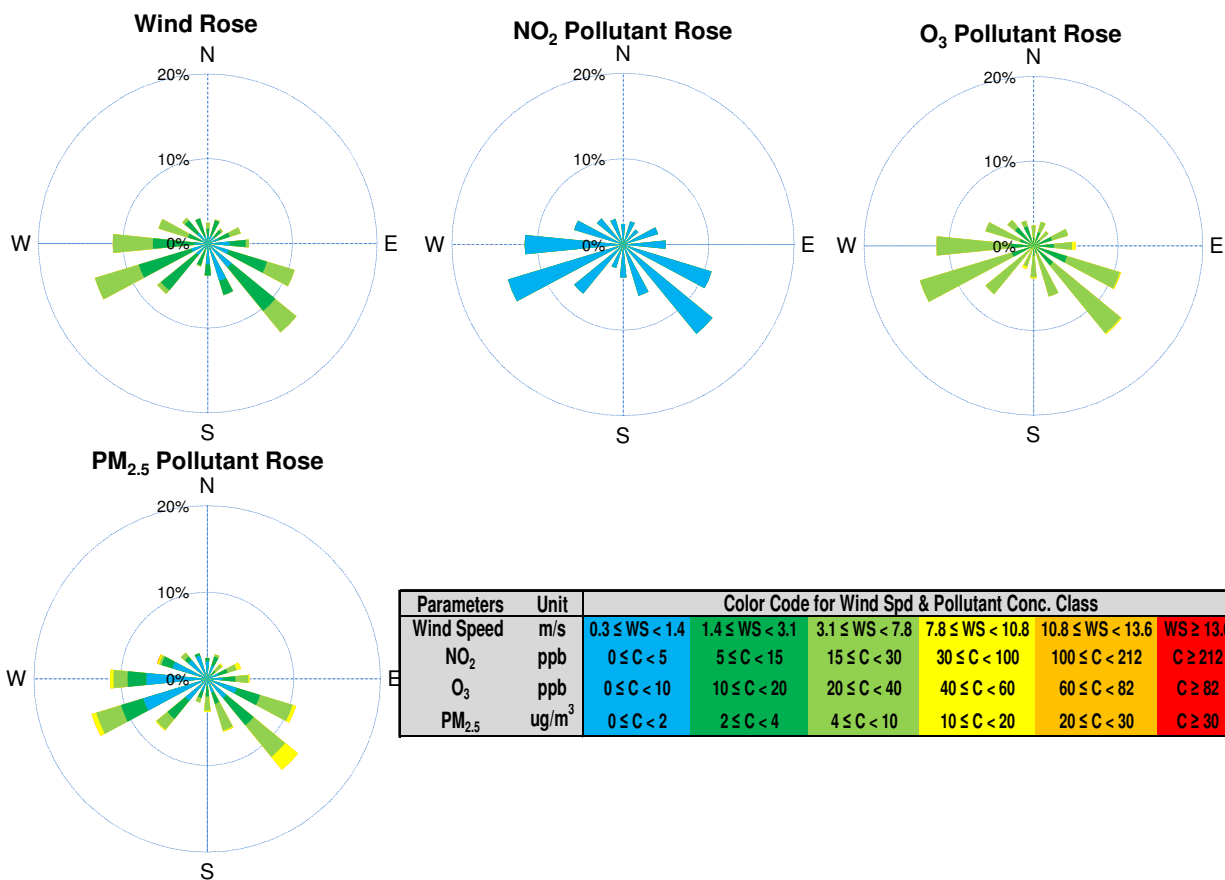 Wind Rose
N
20%
10%
W
0%
E
S
NO₂ Pollutant Rose
N
20%
10%
W
0%
E
S
O₃ Pollutant Rose
N
20%
10%
W
0%
E
S
PM₂.₅ Pollutant Rose
N
20%
10%
W
0%
E
S
Parameters Unit Color Code for Wind Spd & Pollutant Conc. Class
Wind Speed m/s 0.3 ≤ WS < 1.4 1.4 ≤ WS < 3.1 3.1 ≤ WS < 7.8 7.8 ≤ WS < 10.8 10.8 ≤ WS < 13.6 WS ≥ 13.6
NO₂ ppb 0 ≤ C < 5 5 ≤ C < 15 15 ≤ C < 30 30 ≤ C < 100 100 ≤ C < 212 C ≥ 212
O₃ ppb 0 ≤ C < 10 10 ≤ C < 20 20 ≤ C < 40 40 ≤ C < 60 60 ≤ C < 82 C ≥ 82
PM₂.₅ ug/m³ 0 ≤ C < 2 2 ≤ C < 4 4 ≤ C < 10 10 ≤ C < 20 20 ≤ C < 30 C ≥ 30